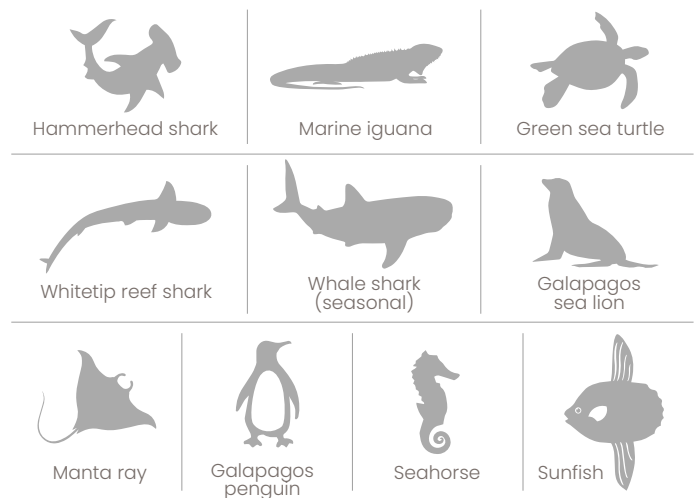 Hammerhead shark
Marine iguana
Green sea turtle
Whitetip reef shark
Whale shark
(seasonal)
Galapagos
sea lion
Manta ray
Galapagos
penguin
Seahorse
Sunfish